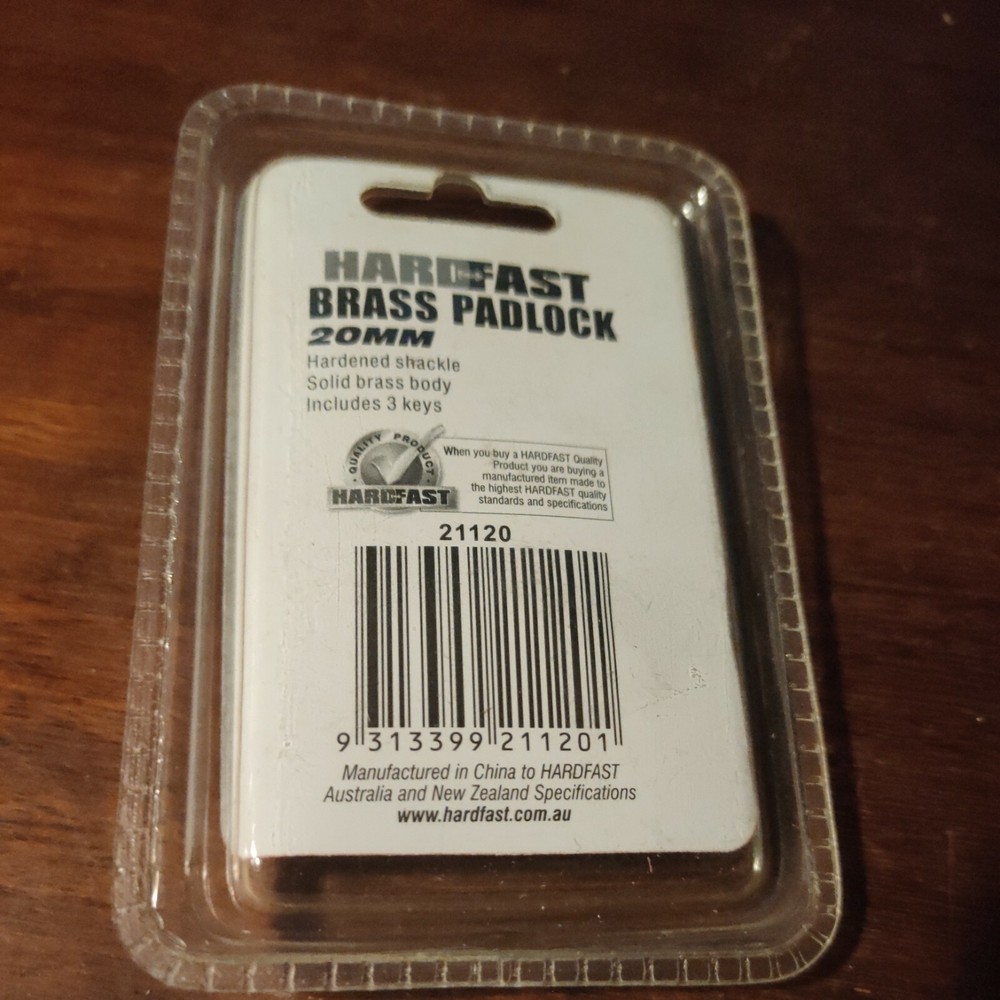 HARDFAST
BRASS PADLOCK
20MM
Hardened shackle
Solid brass body
Includes 3 keys
QUALITY PRODUCT
HARDFAST
When you buy a HARDFAST Quality
Product you are buying a
manufactured item made to
the highest HARDFAST quality
standards and specifications
21120
9 313399 211201
Manufactured in China to HARDFAST
Australia and New Zealand Specifications
www.hardfast.com.au